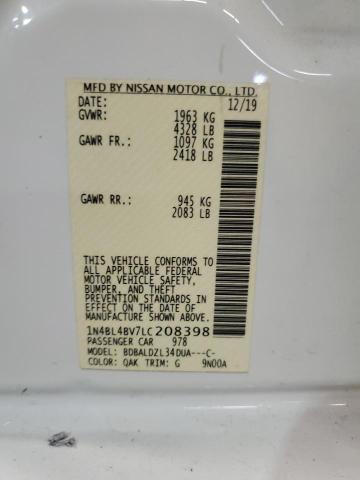 MFD BY NISSAN MOTOR CO., LTD.
DATE: 12/19
GVWR: 1963 KG
4328 LB
GAWR FR.: 1097 KG
2418 LB
GAWR RR.: 945 KG
2083 LB
THIS VEHICLE CONFORMS TO
ALL APPLICABLE FEDERAL
MOTOR VEHICLE SAFETY,
BUMPER, AND THEFT
PREVENTION STANDARDS IN
EFFECT ON THE DATE OF
MANUFACTURE SHOWN ABOVE.
1N4BL4BV7LC208398
PASSENGER CAR 978
MODEL: BDBALDZL34DUA---C-
COLOR: QAK TRIM: G 9N00A